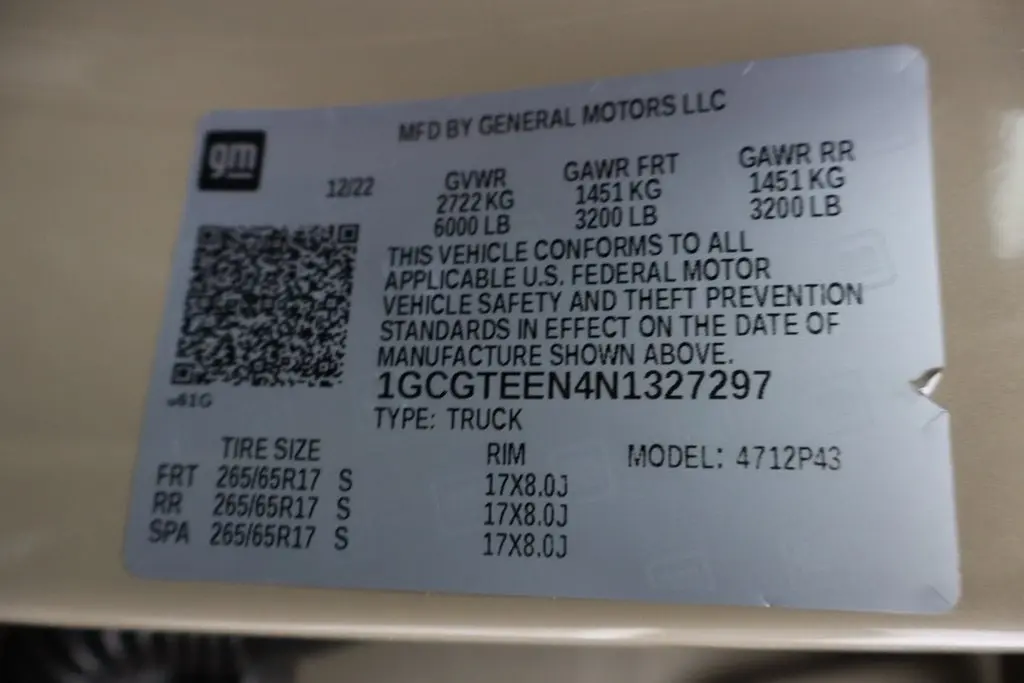 gm
MFD BY GENERAL MOTORS LLC
12/22
GVWR
2722 KG
6000 LB
GAWR FRT
1451 KG
3200 LB
GAWR RR
1451 KG
3200 LB
THIS VEHICLE CONFORMS TO ALL
APPLICABLE U.S. FEDERAL MOTOR
VEHICLE SAFETY AND THEFT PREVENTION
STANDARDS IN EFFECT ON THE DATE OF
MANUFACTURE SHOWN ABOVE.
1GCGTEEN4N1327297
TYPE: TRUCK
TIRE SIZE RIM MODEL: 4712P43
FRT 265/65R17 S 17X8.0J
RR 265/65R17 S 17X8.0J
SPA 265/65R17 S 17X8.0J